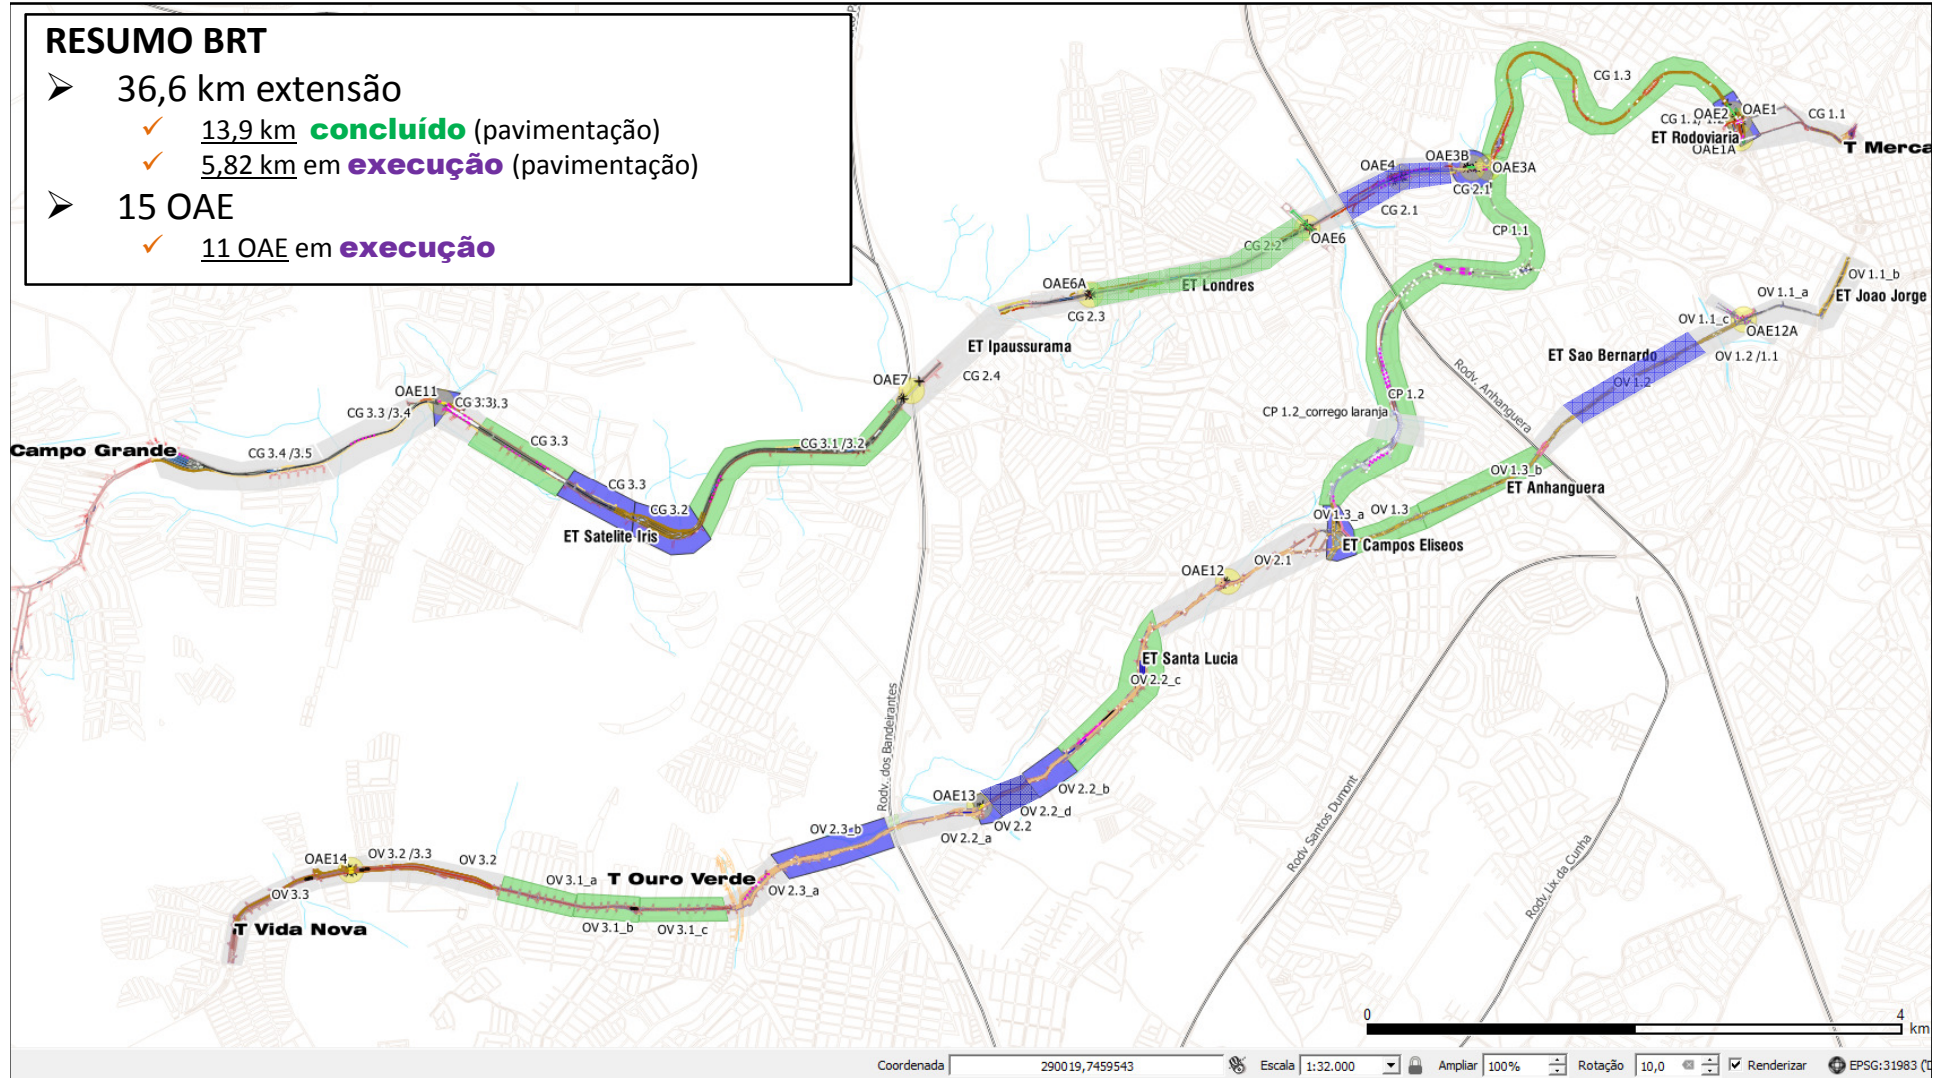 RESUMO BRT
➢ 36,6 km extensão
✓ 13,9 km concluído (pavimentação)
✓ 5,82 km em execução (pavimentação)
➢ 15 OAE
✓ 11 OAE em execução
CG 1.3
OAE2
OAE1
CG 1.1
ET Rodoviaria
OAE1A
T Merca
OAE3B
OAE4
OAE3A
CG 2.1
CG 2.1
CP 1.1
CG 2.2
OAE6
OV 1.1_b
OAE6A
ET Londres
OV 1.1_a
ET Joao Jorge
CG 2.3
OV 1.1_c
OAE12A
ET Ipaussurama
ET Sao Bernardo
OV 1.2 /1.1
OAE7
CG 2.4
OV 1.2
Rodv. Anhanguera
OAE11
CG 3.3
CP 1.2
CG 3.3 /3.4
CP 1.2_corrego laranja
Campo Grande
CG 3.4 /3.5
CG 3.3
CG 3.1 /3.2
OV 1.3_b
CG 3.3
ET Anhanguera
CG 3.2
OV 1.3_a
OV 1.3
ET Satelite Iris
ET Campos Eliseos
OV 2.1
OAE12
ET Santa Lucia
OV 2.2_c
Rodv. dos Bandeirantes
OAE13
OV 2.2_b
OV 2.2_d
OV 2.2
OV 2.3_b
OV 2.2_a
Rodv Santos Dumont
Rodv Lix da Cunha
OAE14
OV 3.2 /3.3
OV 3.2
OV 3.1_a
T Ouro Verde
OV 2.3_a
OV 3.3
OV 3.1_b
OV 3.1_c
T Vida Nova
0
4
km
Coordenada 290019,7459543 Escala 1:32.000 Ampliar 100% Rotação 10,0 Renderizar EPSG:31983